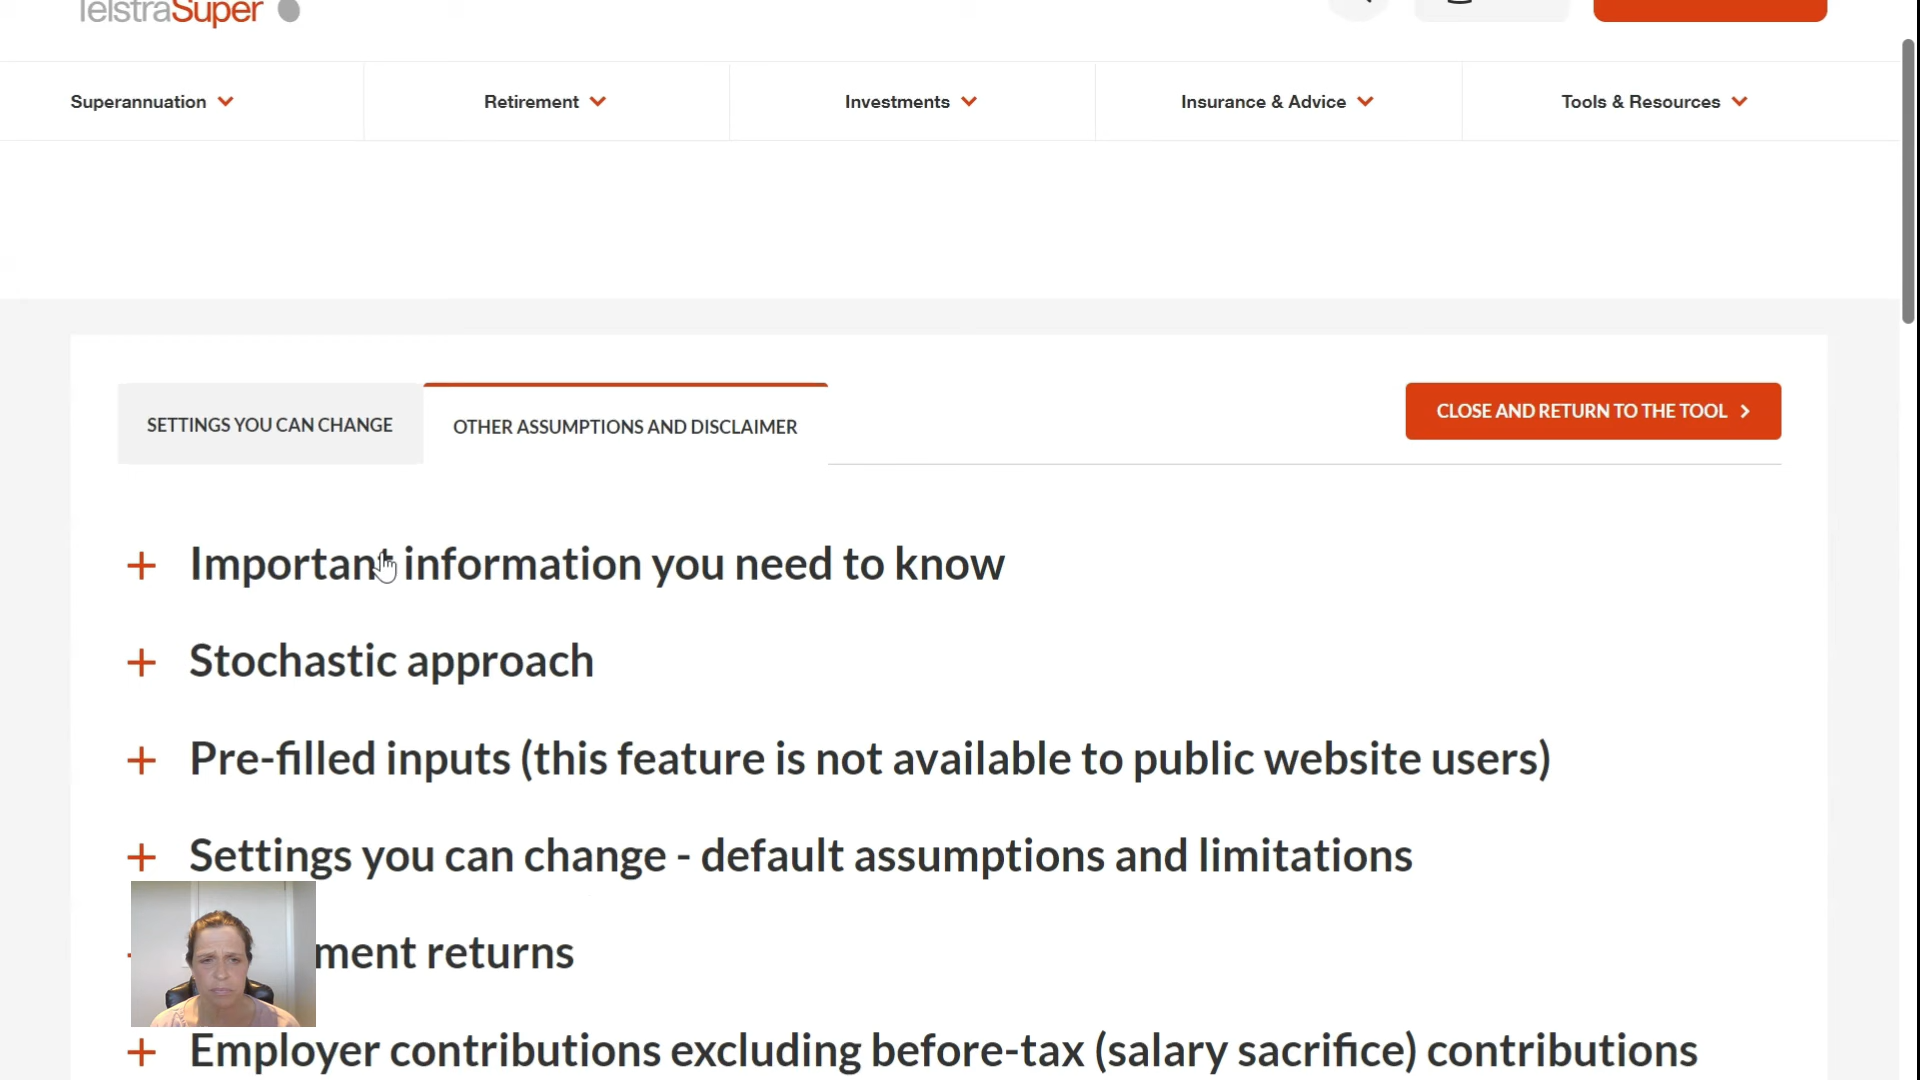 TelstraSuper
Superannuation
Retirement
Investments
Insurance & Advice
Tools & Resources
SETTINGS YOU CAN CHANGE
OTHER ASSUMPTIONS AND DISCLAIMER
CLOSE AND RETURN TO THE TOOL
Important information you need to know
Stochastic approach
Pre-filled inputs (this feature is not available to public website users)
Settings you can change - default assumptions and limitations
ment returns
Employer contributions excluding before-tax (salary sacrifice) contributions